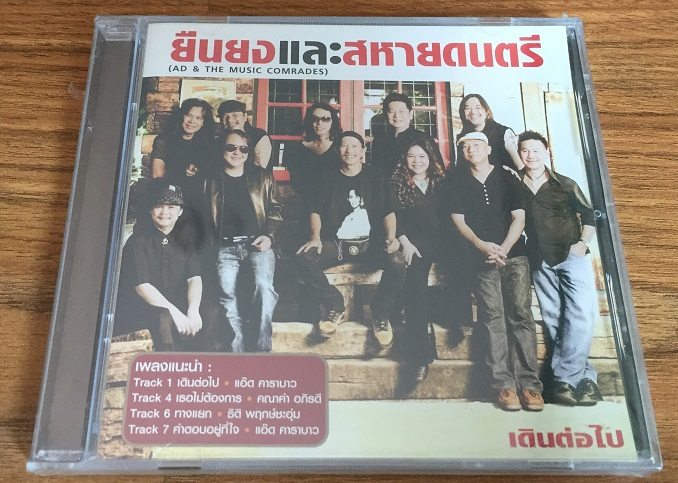 ยืนยงและสหายดนตรี
(AD & THE MUSIC COMRADES)
เพลงแนะนำ :
Track 1 เดินต่อไป • แอ๊ด คาราบาว
Track 4 เธอไม่ต้องการ • คณาคำ อภิรดี
Track 6 ทางแยก • ธิติ พฤกษ์ชะอุ่ม
Track 7 คำตอบอยู่ที่ใจ • แอ๊ด คาราบาว
เดินต่อไป